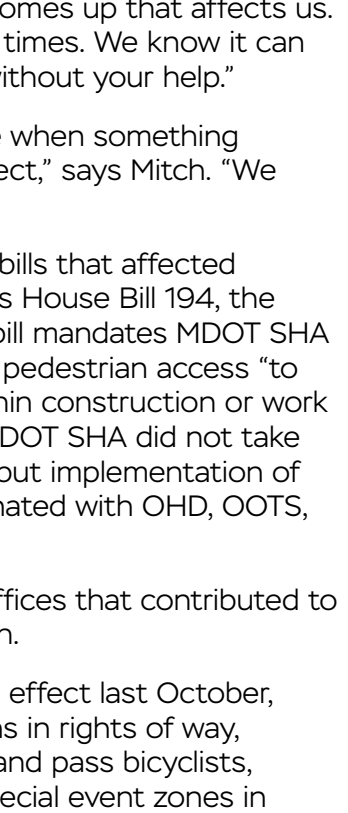 omes up that affects us.
times. We know it can
ithout your help.”
when something
ect,” says Mitch. “We
bills that affected
s House Bill 194, the
bill mandates MDOT SHA
pedestrian access “to
hin construction or work
DOT SHA did not take
but implementation of
nated with OHD, OOTS,
ffices that contributed to
n.
effect last October,
ns in rights of way,
and pass bicyclists,
ecial event zones in